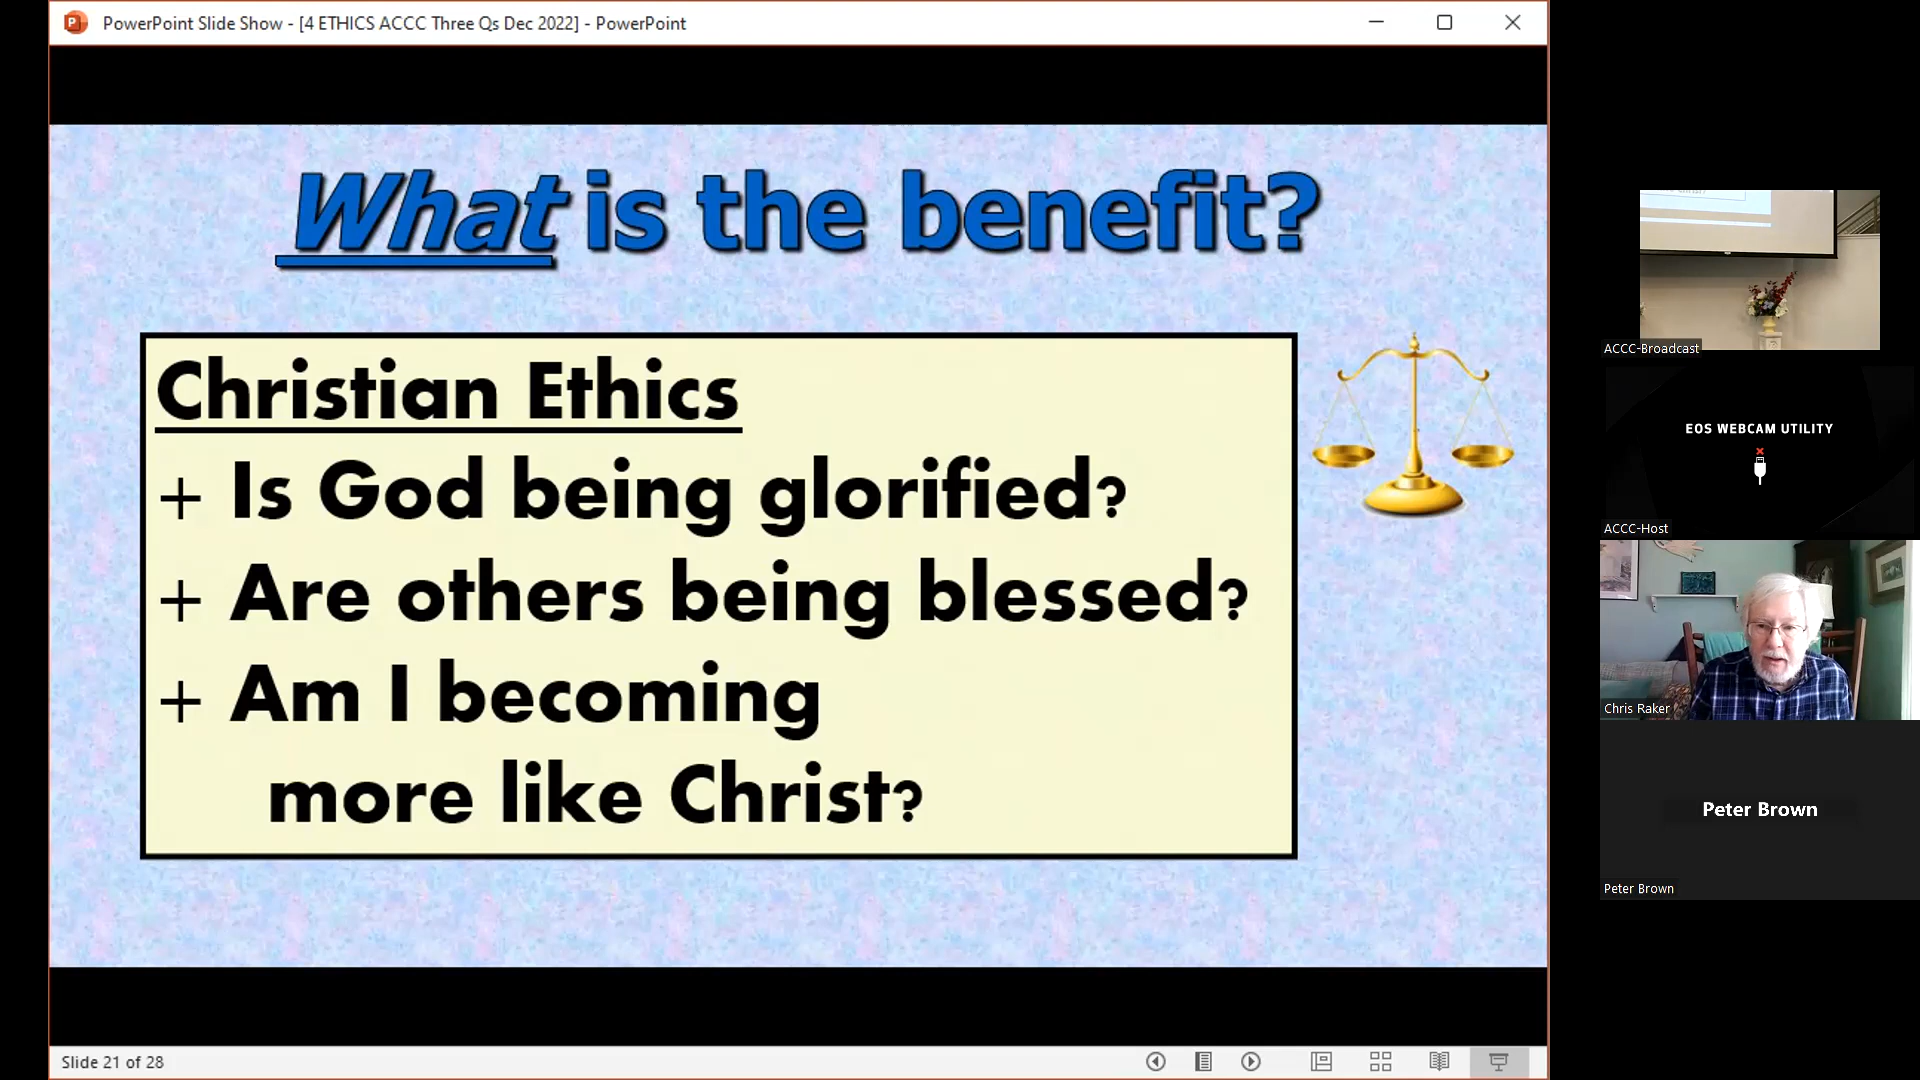 PowerPoint Slide Show - [4 ETHICS ACCC Three Qs Dec 2022] - PowerPoint
What is the benefit?
Christian Ethics
+ Is God being glorified?
+ Are others being blessed?
+ Am I becoming
more like Christ?
Slide 21 of 28
ACCC-Broadcast
EOS WEBCAM UTILITY
ACCC-Host
Chris Raker
Peter Brown
Peter Brown